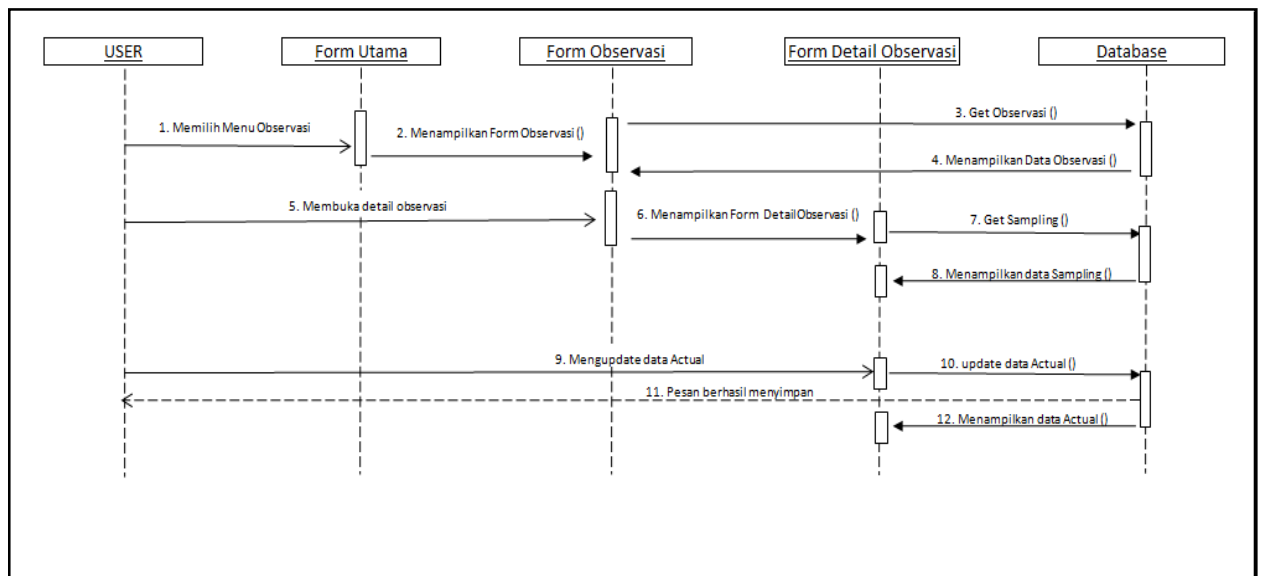 USER
Form Utama
Form Observasi
Form Detail Observasi
Database
1. Memilih Menu Observasi
2. Menampilkan Form Observasi ()
3. Get Observasi ()
4. Menampilkan Data Observasi ()
5. Membuka detail observasi
6. Menampilkan Form DetailObservasi ()
7. Get Sampling ()
8. Menampilkan data Sampling ()
9. Mengupdate data Actual
10. update data Actual ()
11. Pesan berhasil menyimpan
12. Menampilkan data Actual ()